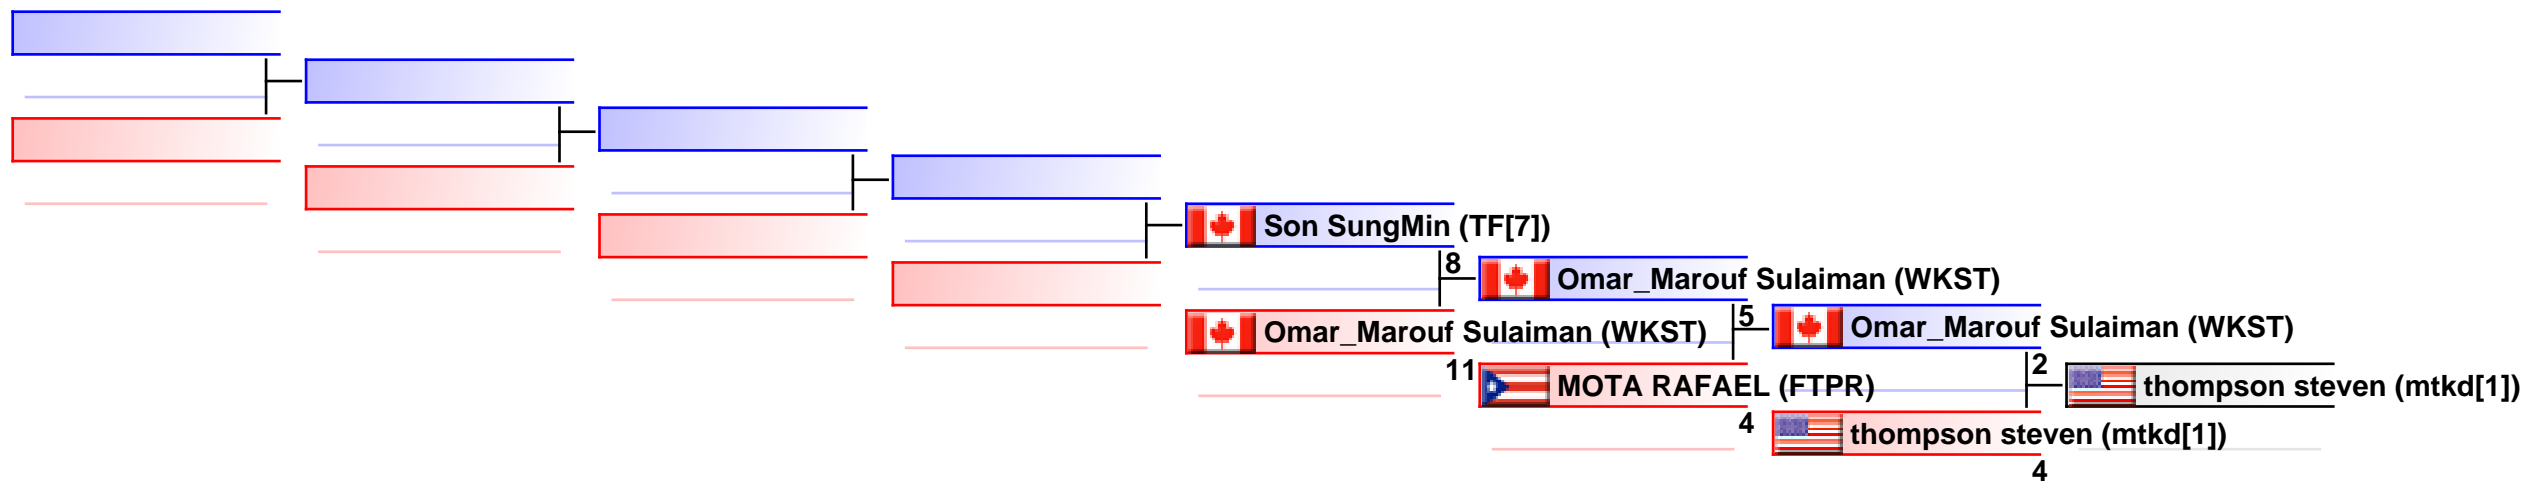 Son SungMin (TF[7])
8
Omar_Marouf Sulaiman (WKST)
Omar_Marouf Sulaiman (WKST)
11
5
Omar_Marouf Sulaiman (WKST)
MOTA RAFAEL (FTPR)
4
2
thompson steven (mtkd[1])
thompson steven (mtkd[1])
4